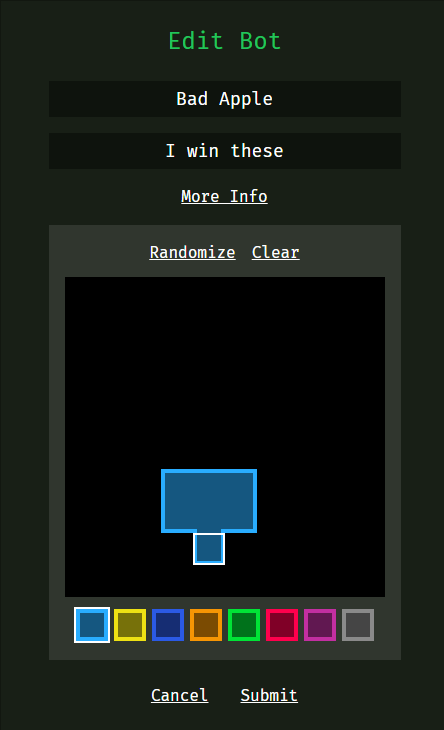 Edit Bot
Bad Apple
I win these
More Info
Randomize Clear
Cancel Submit